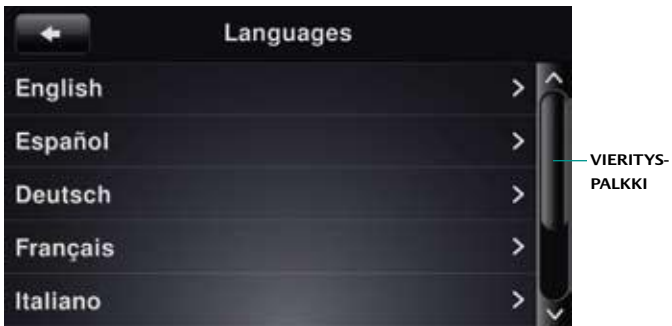 Languages
English
Español
Deutsch
Français
Italiano
VIERITYS-
PALKKI